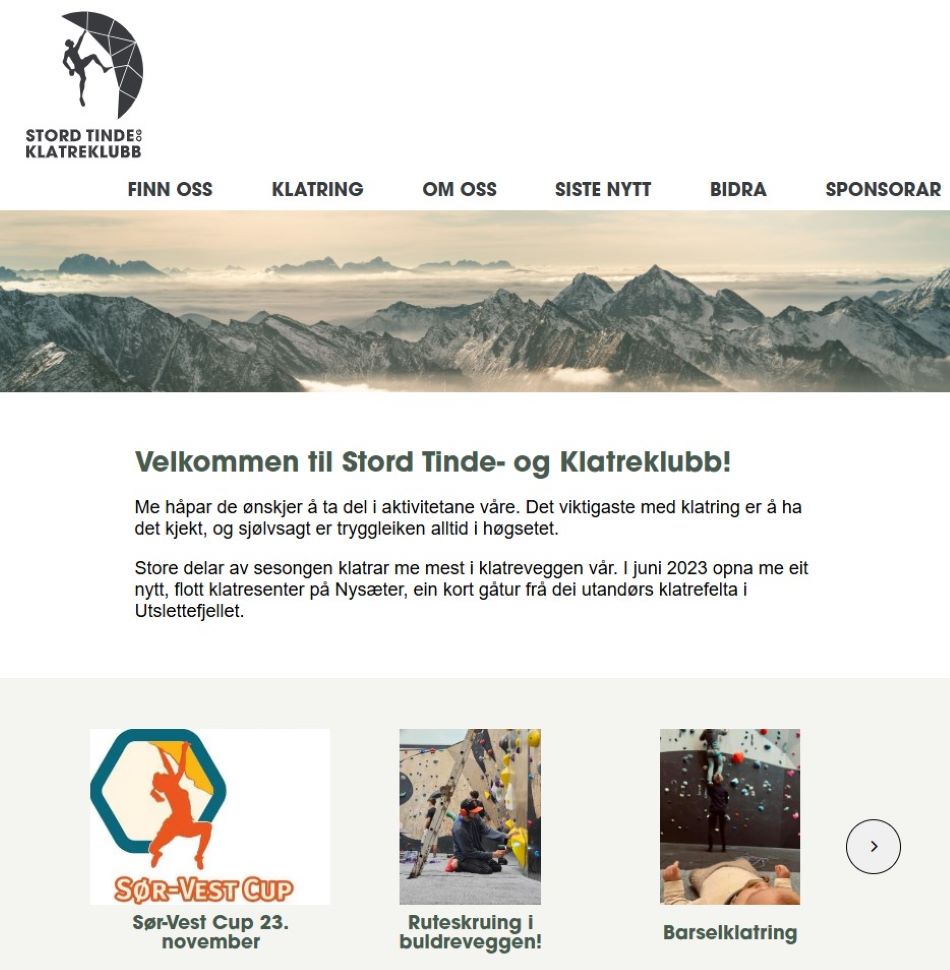 STORD TINDE OG
KLATREKLUBB
FINN OSS KLATRING OM OSS SISTE NYTT BIDRA SPONSORAR
Velkommen til Stord Tinde- og Klatreklubb!
Me håpar de ønskjer å ta del i aktivitetane våre. Det viktigaste med klatring er å ha
det kjekt, og sjølvsagt er tryggleiken alltid i høgsetet.
Store delar av sesongen klatrar me mest i klatreveggen vår. I juni 2023 opna me eit
nytt, flott klatresenter på Nysæter, ein kort gåtur frå dei utandørs klatrefelta i
Utslettefjellet.
SØR-VEST CUP
Sør-Vest Cup 23.
november
Ruteskruing i
buldreveggen!
Barselklatring